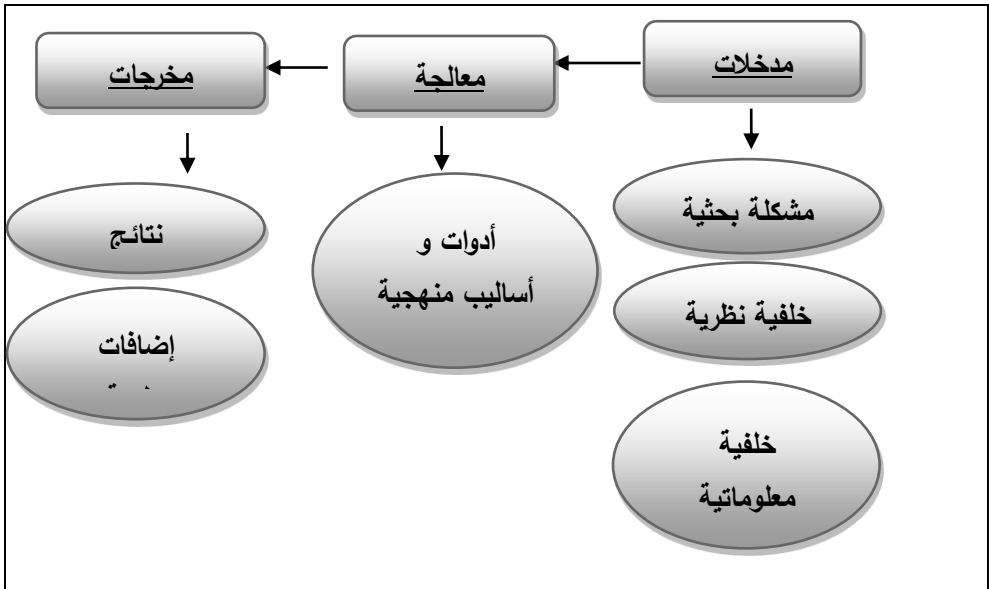 مدخلات
معالجة
مخرجات
مشكلة بحثية
خلفية نظرية
خلفية
معلوماتية
أدوات و
أساليب منهجية
نتائج
إضافات